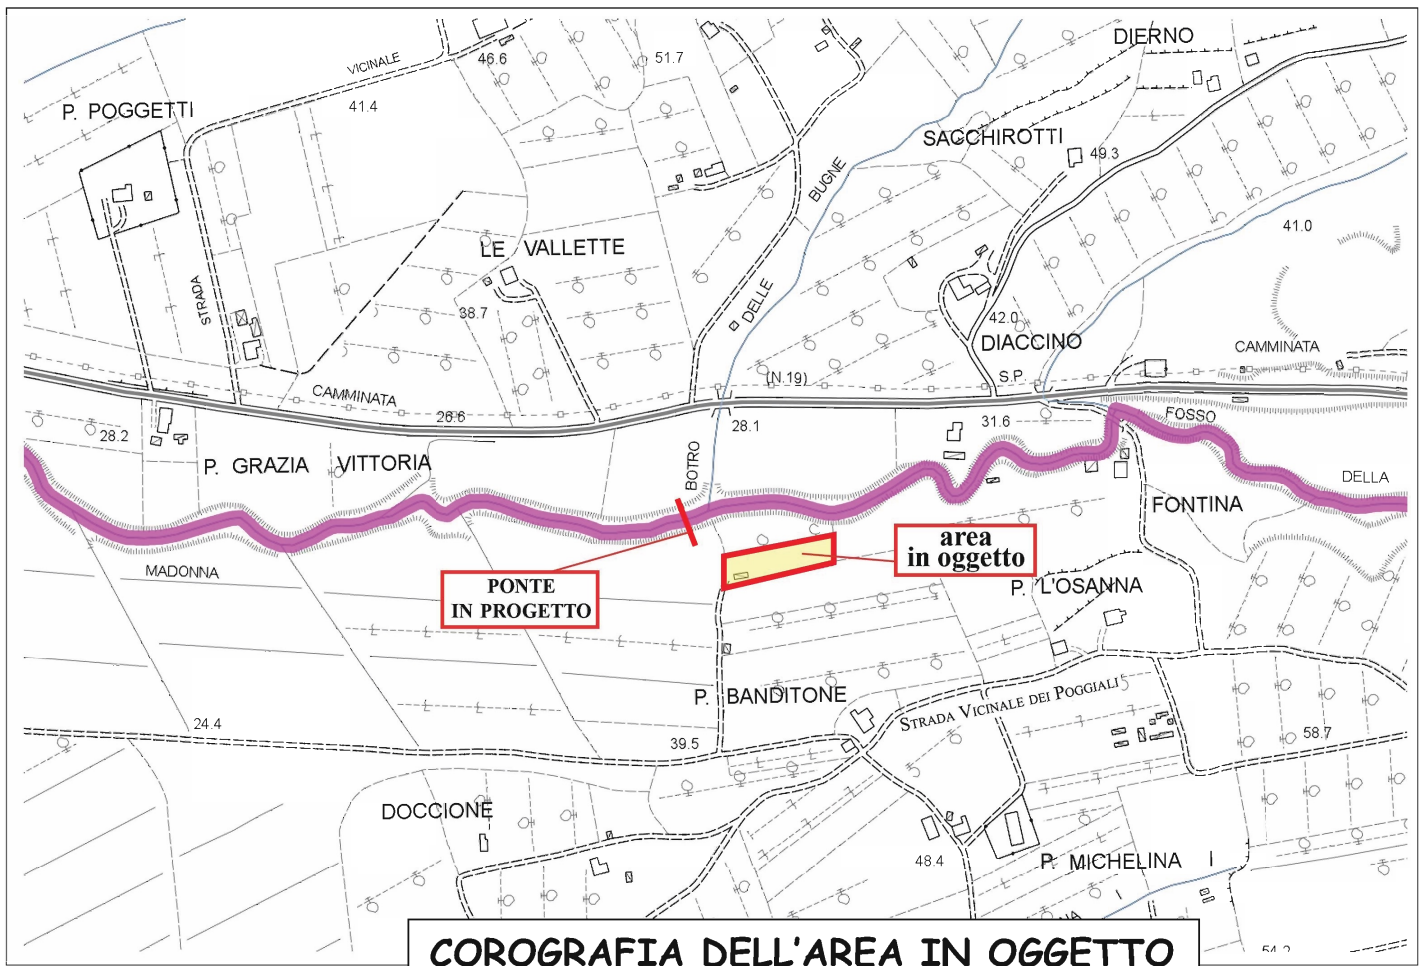 DIERNO
VICINALE
46.6
51.7
41.4
P. POGGETTI
SACCHIROTTI
49.3
BUGNE
41.0
LE VALLETTE
STRADA
38.7
DELLE
42.0
DIACCINO
CAMMINATA
(N.19)
S.P.
CAMMINATA
26.6
28.2
28.1
31.6
FOSSO
P. GRAZIA VITTORIA
BOTRO
DELLA
FONTINA
area
in oggetto
MADONNA
PONTE
IN PROGETTO
P. L'OSANNA
P. BANDITONE
STRADA VICINALE DEI POGGIALI
24.4
39.5
58.7
DOCCIONE
48.4
P. MICHELINA
54.2
COROGRAFIA DELL'AREA IN OGGETTO